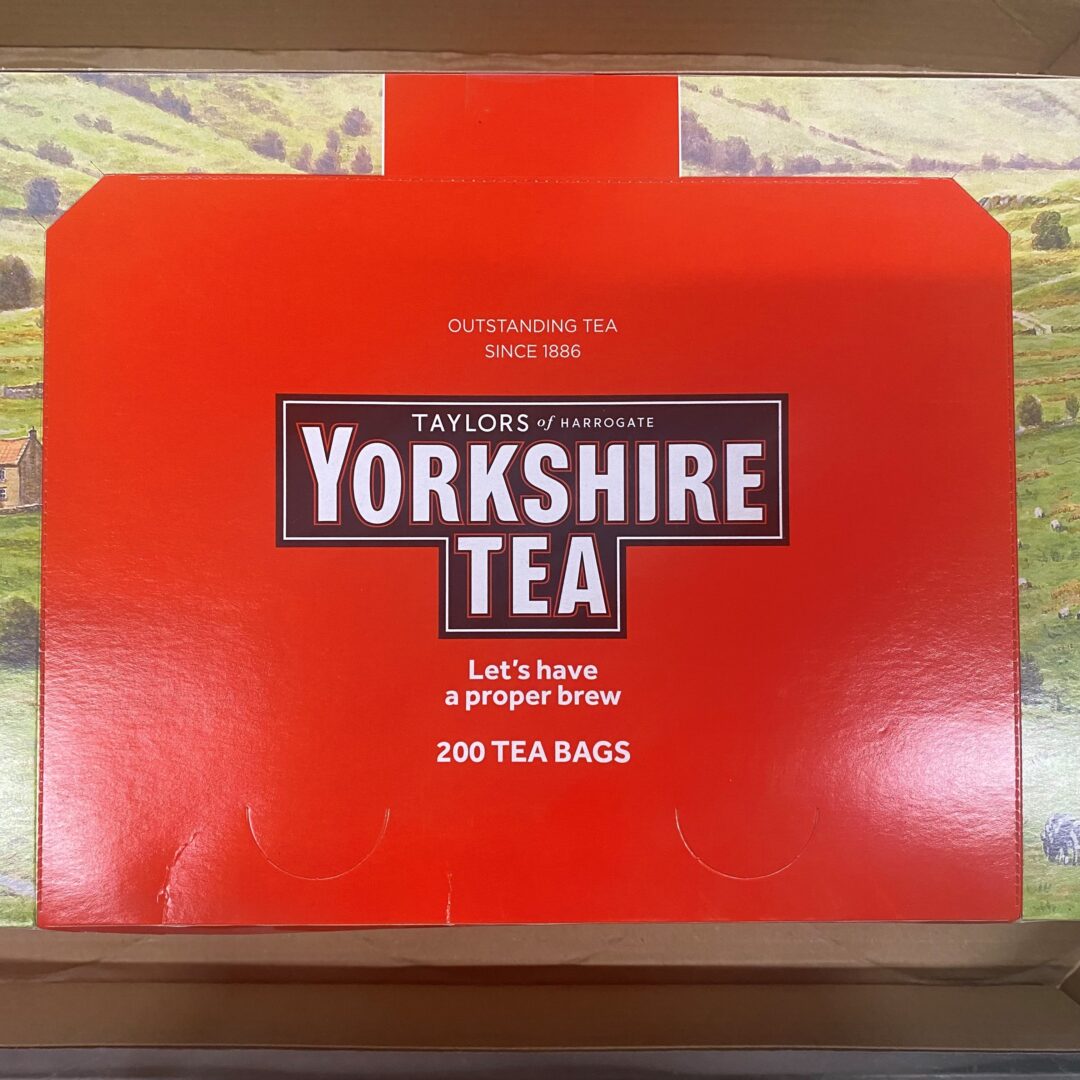 OUTSTANDING TEA
SINCE 1886
TAYLORS of HARROGATE
YORKSHIRE
TEA
Let's have
a proper brew
200 TEA BAGS